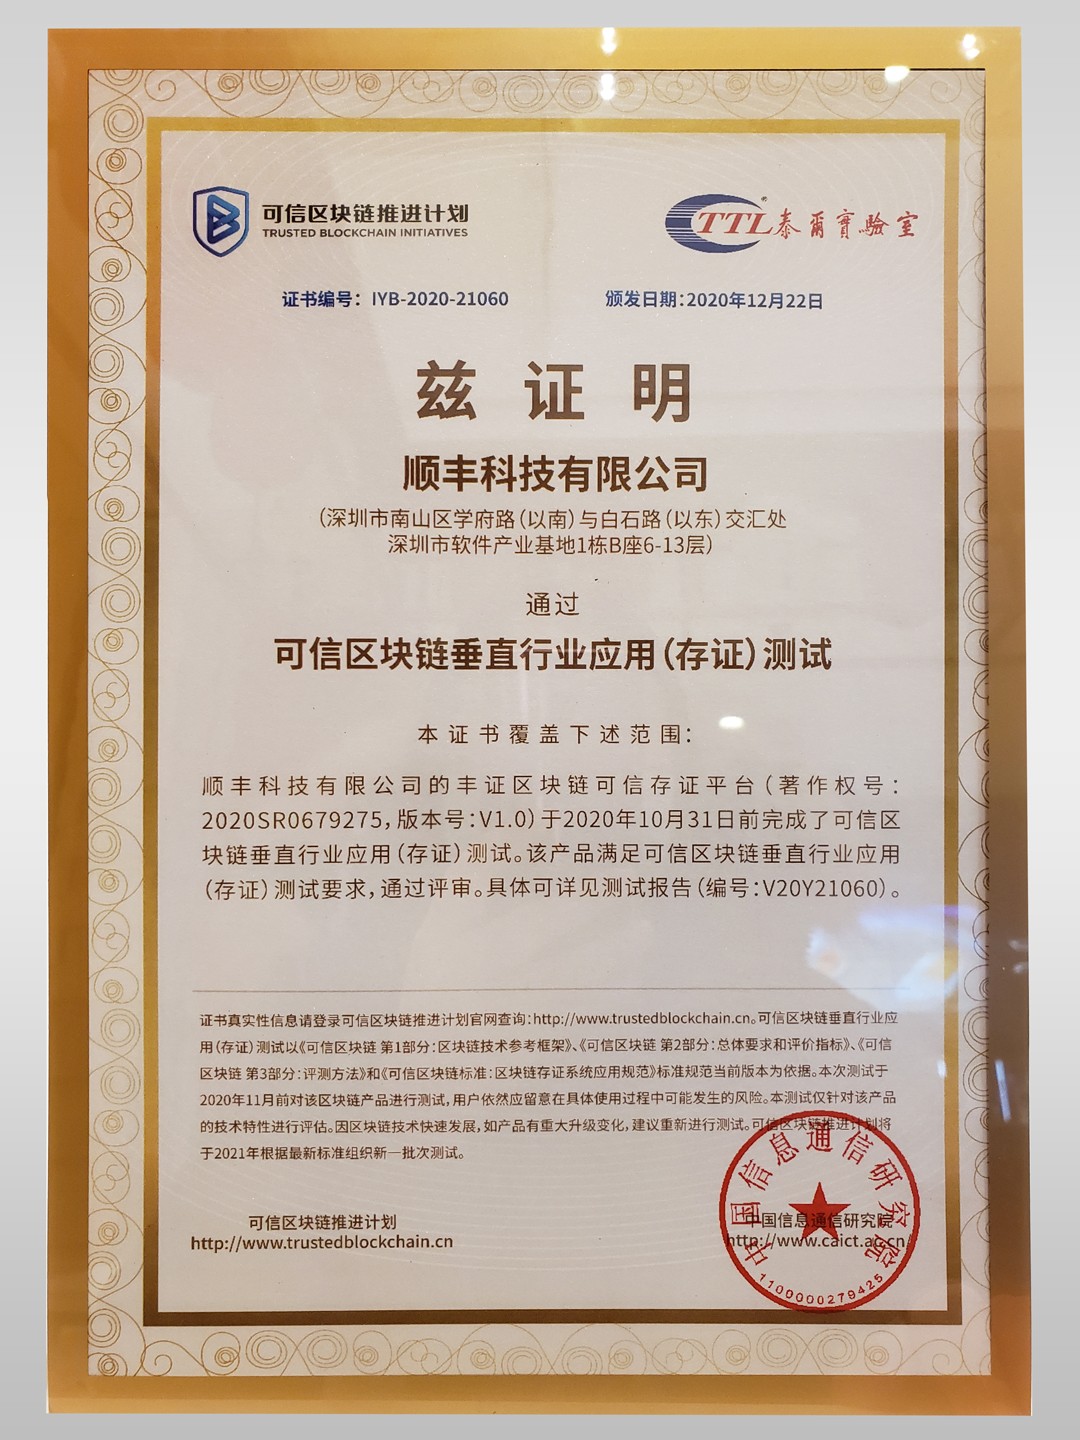 可信区块链推进计划
TRUSTED BLOCKCHAIN INITIATIVES
TTL®泰爾實驗室
证书编号：IYB-2020-21060
颁发日期：2020年12月22日
兹证明
顺丰科技有限公司
（深圳市南山区学府路（以南）与白石路（以东）交汇处
深圳市软件产业基地1栋B座6-13层）
通过
可信区块链垂直行业应用（存证）测试
本证书覆盖下述范围：
顺丰科技有限公司的丰证区块链可信存证平台（著作权号：
2020SR0679275，版本号：V1.0）于2020年10月31日前完成了可信区
块链垂直行业应用（存证）测试。该产品满足可信区块链垂直行业应用
（存证）测试要求，通过评审。具体可详见测试报告（编号：V20Y21060）。
证书真实性信息请登录可信区块链推进计划官网查询：http://www.trustedblockchain.cn。可信区块链垂直行业应
用（存证）测试以《可信区块链 第1部分：区块链技术参考框架》、《可信区块链 第2部分：总体要求和评价指标》、《可信
区块链 第3部分：评测方法》和《可信区块链标准：区块链存证系统应用规范》标准规范当前版本为依据。本次测试于
2020年11月前对该区块链产品进行测试，用户依然应留意在具体使用过程中可能发生的风险。本测试仅针对该产品
的技术特性进行评估。因区块链技术快速发展，如产品有重大升级变化，建议重新进行测试。可信区块链推进计划将
于2021年根据最新标准组织新一批次测试。
可信区块链推进计划
http://www.trustedblockchain.cn
中国信息通信研究院
http://www.caict.ac.cn/
中国信息通信研究院
1100000279425